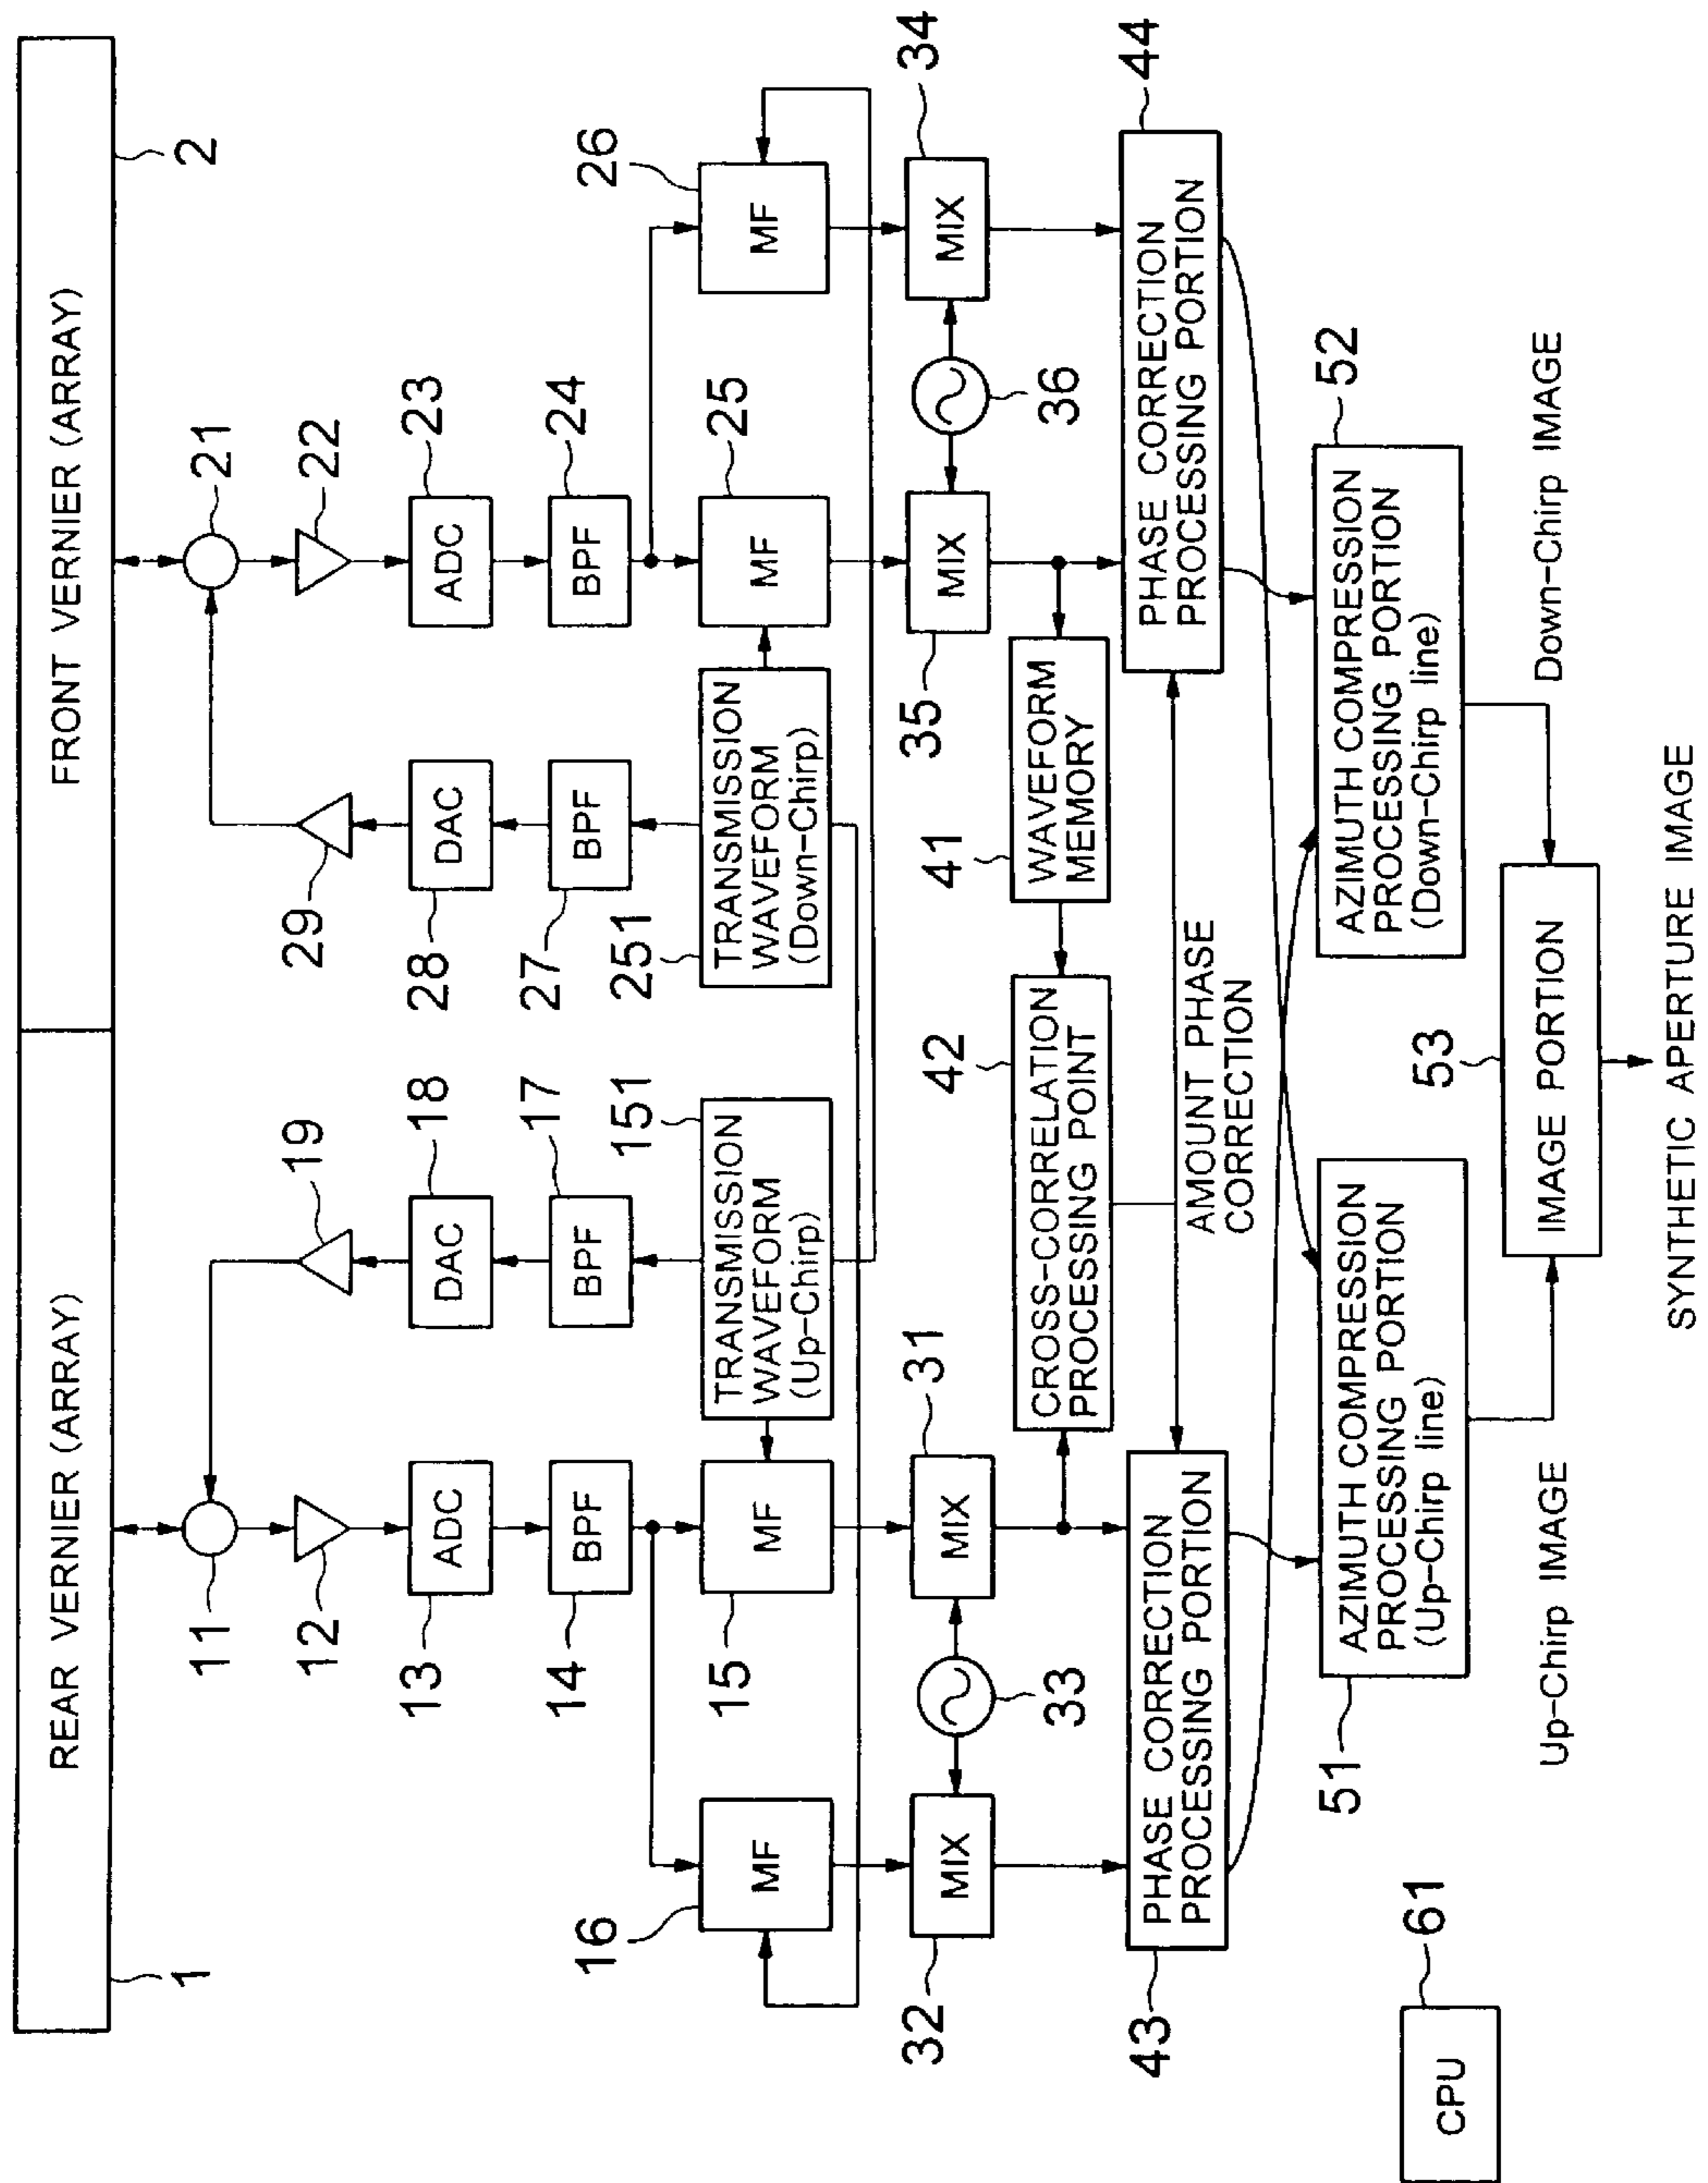 REAR VERNIER (ARRAY)
FRONT VERNIER (ARRAY)
1
2
11
19
29
21
12
22
13
ADC
18
DAC
28
DAC
23
ADC
14
BPF
17
BPF
27
BPF
24
BPF
16
MF
15
MF
151
TRANSMISSION
WAVEFORM
(Up-Chirp)
251
TRANSMISSION
WAVEFORM
(Down-Chirp)
25
MF
26
MF
32
MIX
33
31
MIX
35
MIX
36
34
MIX
42
CROSS-CORRELATION
PROCESSING POINT
41
WAVEFORM
MEMORY
43
PHASE CORRECTION
PROCESSING PORTION
AMOUNT PHASE
CORRECTION
44
PHASE CORRECTION
PROCESSING PORTION
51
AZIMUTH COMPRESSION
PROCESSING PORTION
(Up-Chirp line)
52
AZIMUTH COMPRESSION
PROCESSING PORTION
(Down-Chirp line)
61
CPU
Up-Chirp IMAGE
53
IMAGE PORTION
Down-Chirp IMAGE
SYNTHETIC APERTURE IMAGE